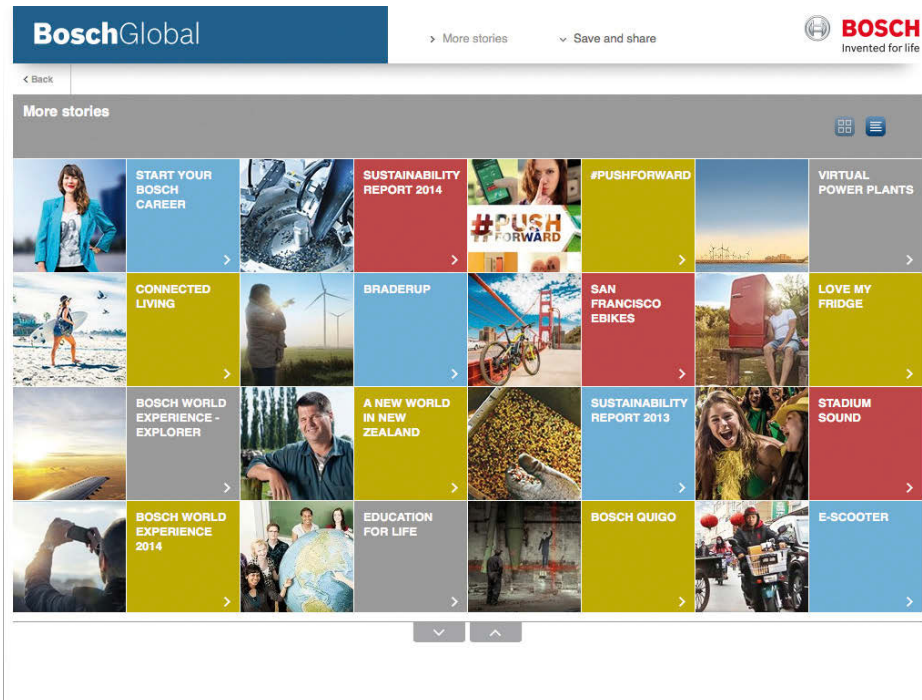 BoschGlobal
More stories
Save and share
BOSCH
Invented for life
Back
More stories
START YOUR
BOSCH
CAREER
SUSTAINABILITY
REPORT 2014
#PUSH
FORWARD
#PUSHFORWARD
VIRTUAL
POWER PLANTS
CONNECTED
LIVING
BRADERUP
SAN
FRANCISCO
EBIKES
LOVE MY
FRIDGE
BOSCH WORLD
EXPERIENCE -
EXPLORER
A NEW WORLD
IN NEW
ZEALAND
SUSTAINABILITY
REPORT 2013
STADIUM
SOUND
BOSCH WORLD
EXPERIENCE
2014
EDUCATION
FOR LIFE
BOSCH QUIGO
E-SCOOTER